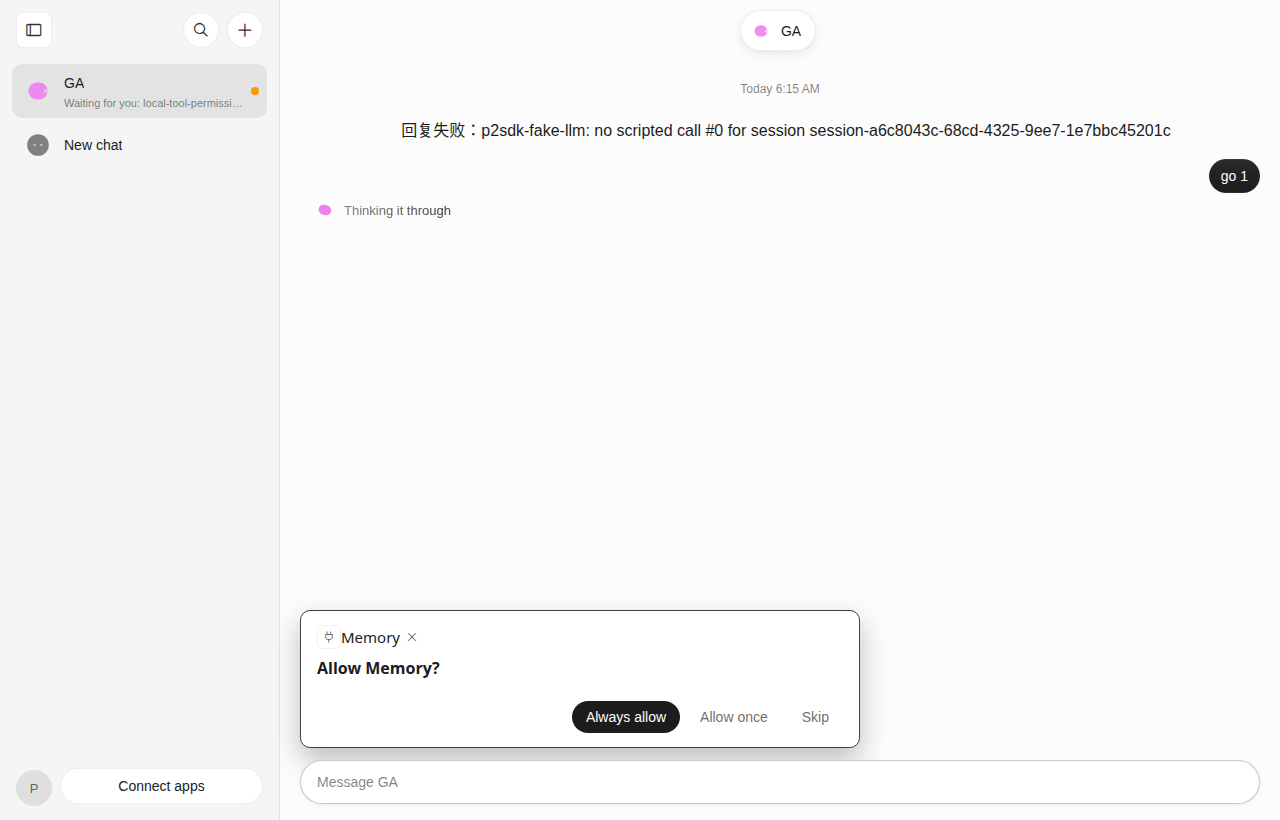 GA
Waiting for you: local-tool-permissi…
New chat
P
Connect apps
GA
Today 6:15 AM
回复失败：p2sdk-fake-llm: no scripted call #0 for session session-a6c8043c-68cd-4325-9ee7-1e7bbc45201c
go 1
Thinking it through
Memory
Allow Memory?
Always allow
Allow once
Skip
Message GA